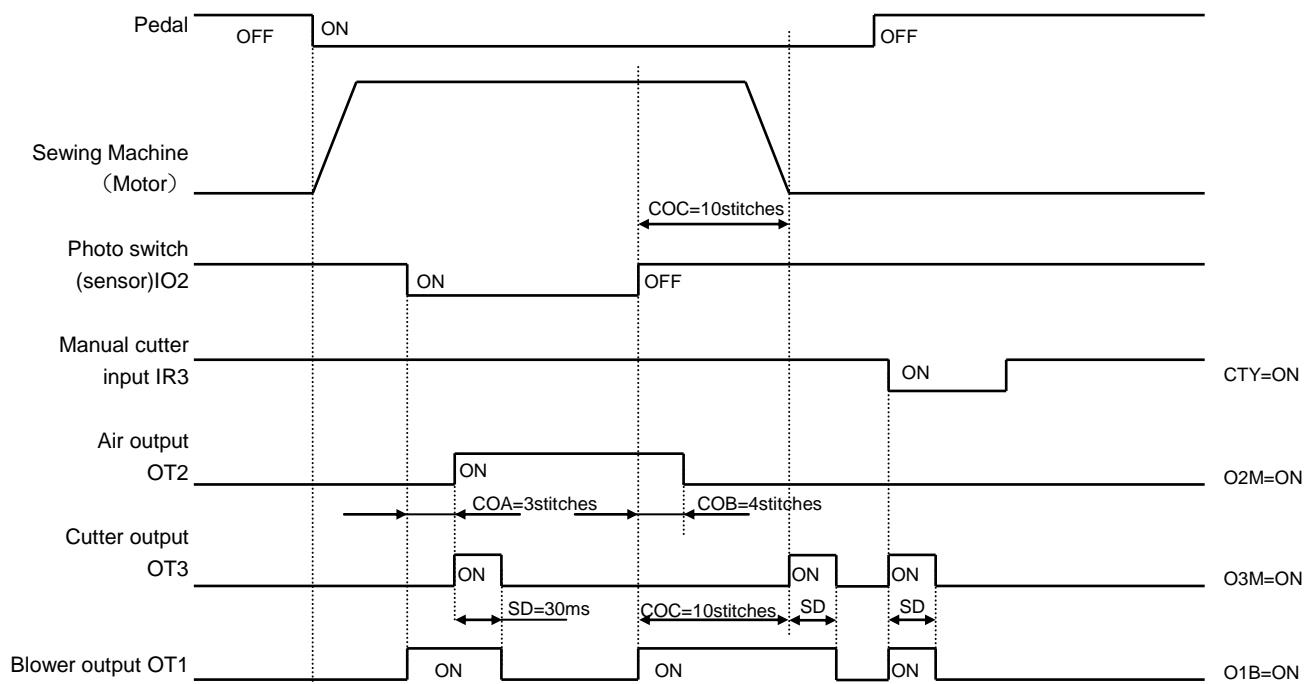 Pedal
OFF
ON
OFF
Sewing Machine
（Motor）
COC=10stitches
Photo switch
(sensor)IO2
ON
OFF
Manual cutter
input IR3
ON
CTY=ON
Air output
OT2
ON
O2M=ON
COA=3stitches
COB=4stitches
Cutter output
OT3
ON
ON
ON
O3M=ON
SD=30ms
COC=10stitches
SD
SD
Blower output OT1
ON
ON
ON
O1B=ON